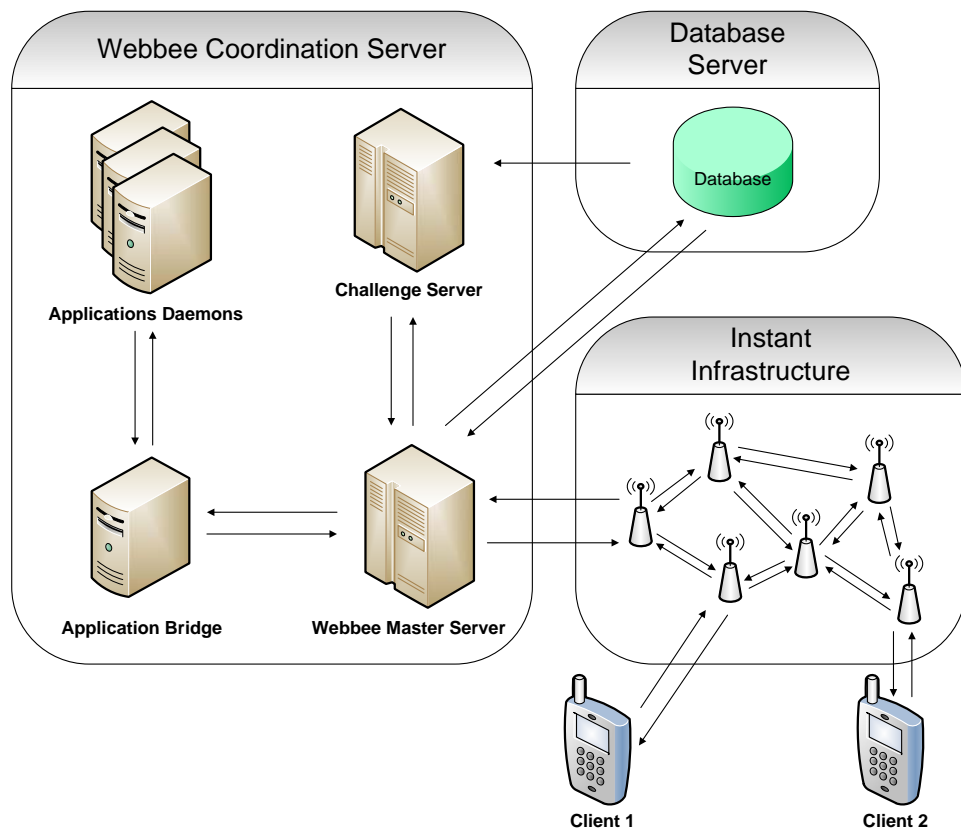 Webbee Coordination Server
Database
Server
Database
Challenge Server
Applications Daemons
Instant
Infrastructure
Application Bridge
Webbee Master Server
Client 1
Client 2